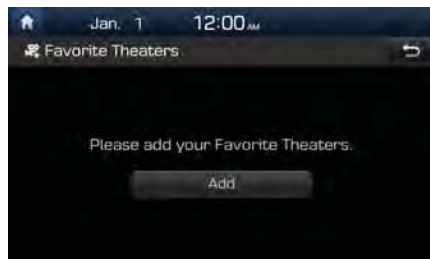 Jan. 1 12:00 AM
Favorite Theaters
Please add your Favorite Theaters.
Add